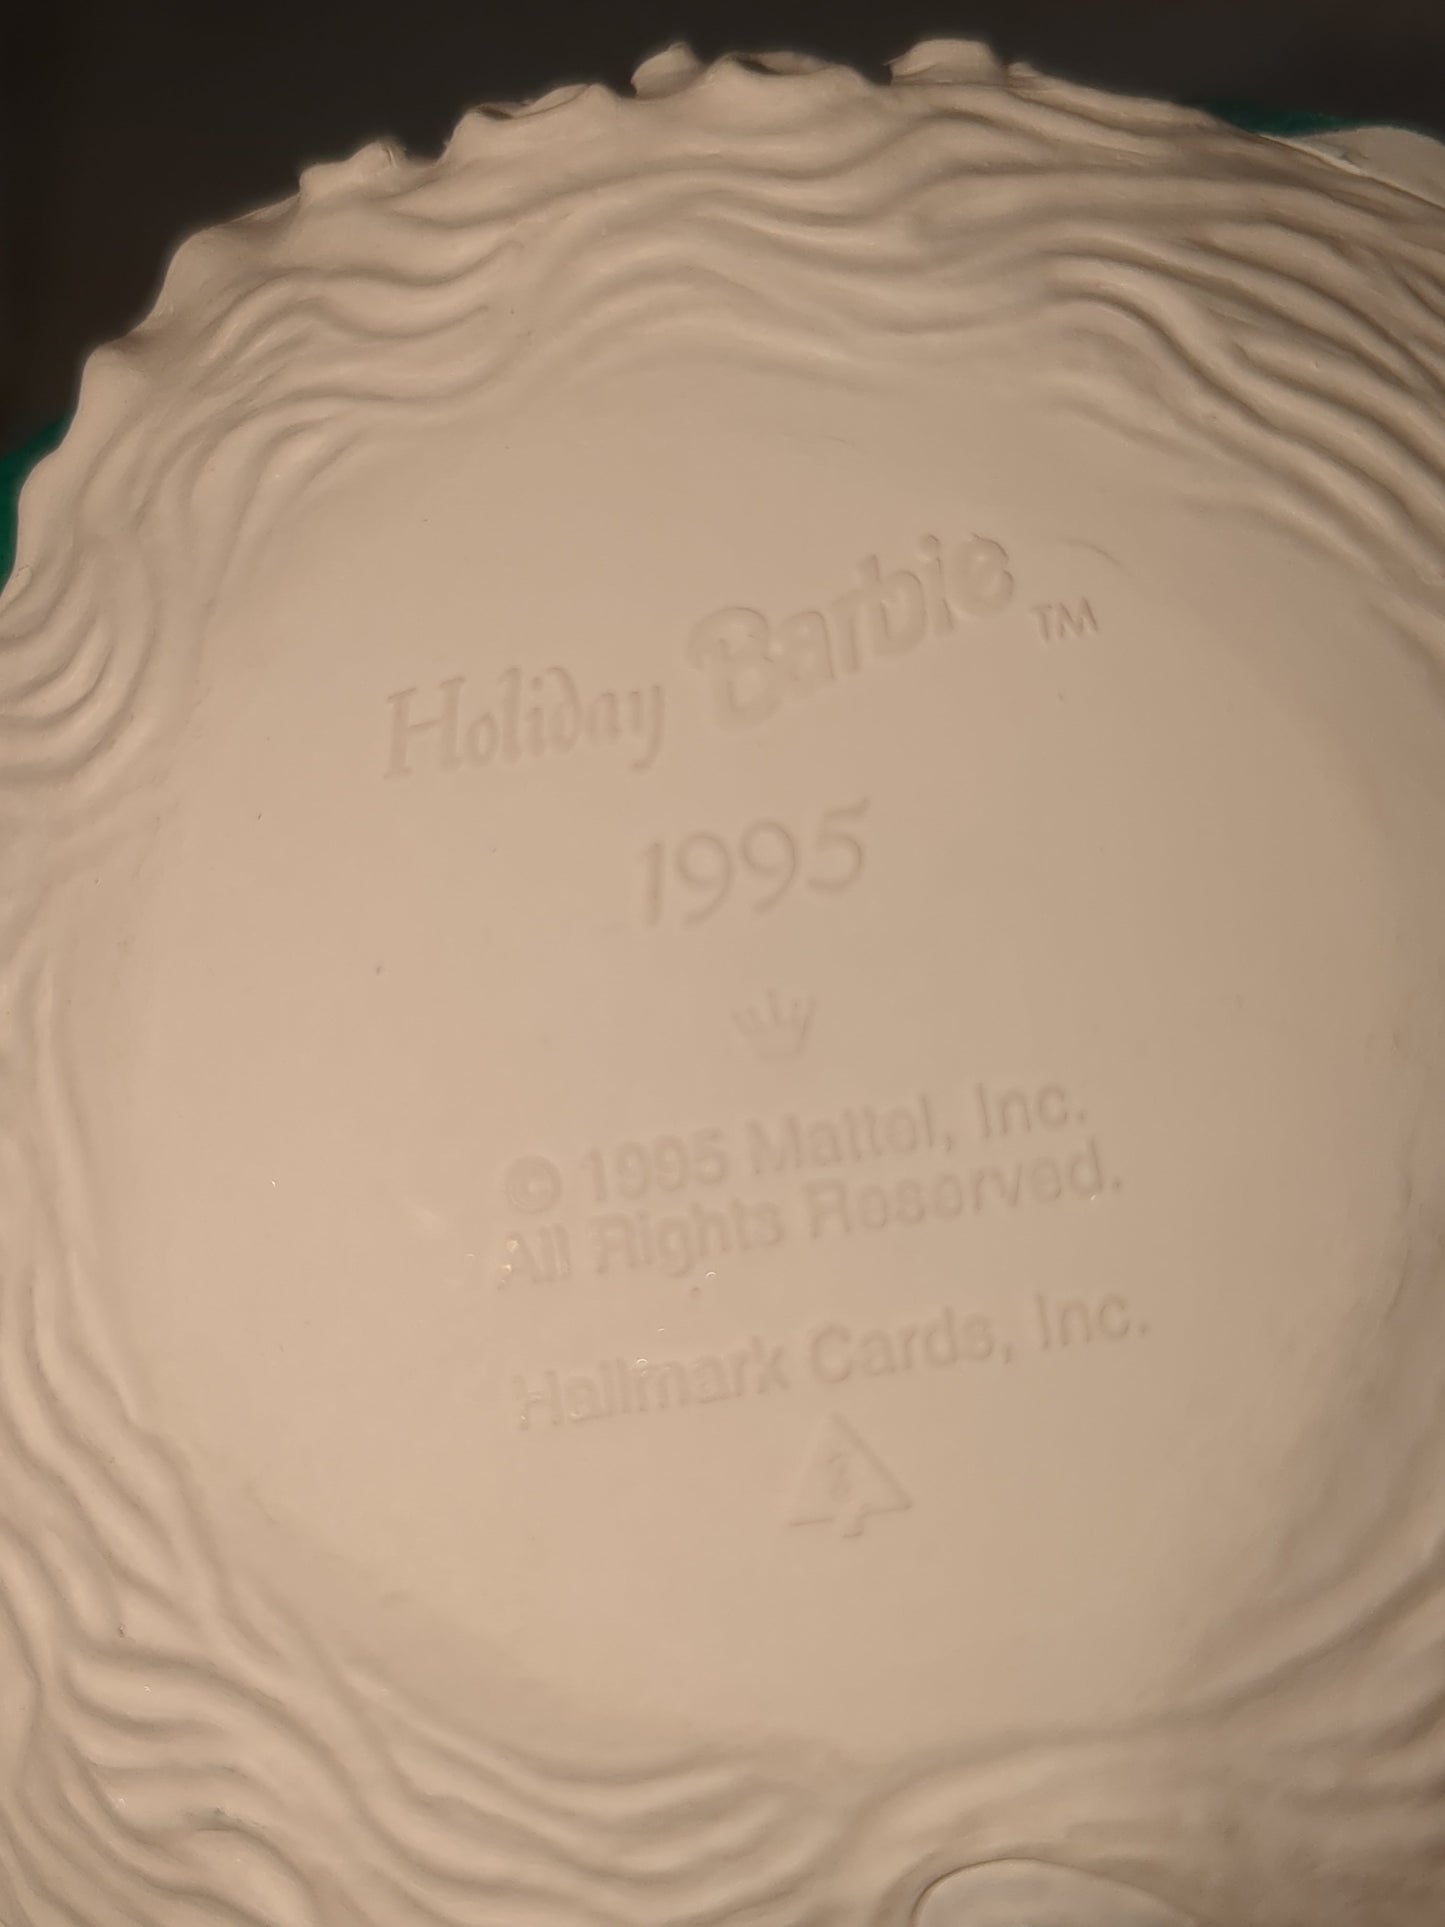 Holiday Barbie™
1995
© 1995 Mattel, Inc.
All Rights Reserved.
Hallmark Cards, Inc.